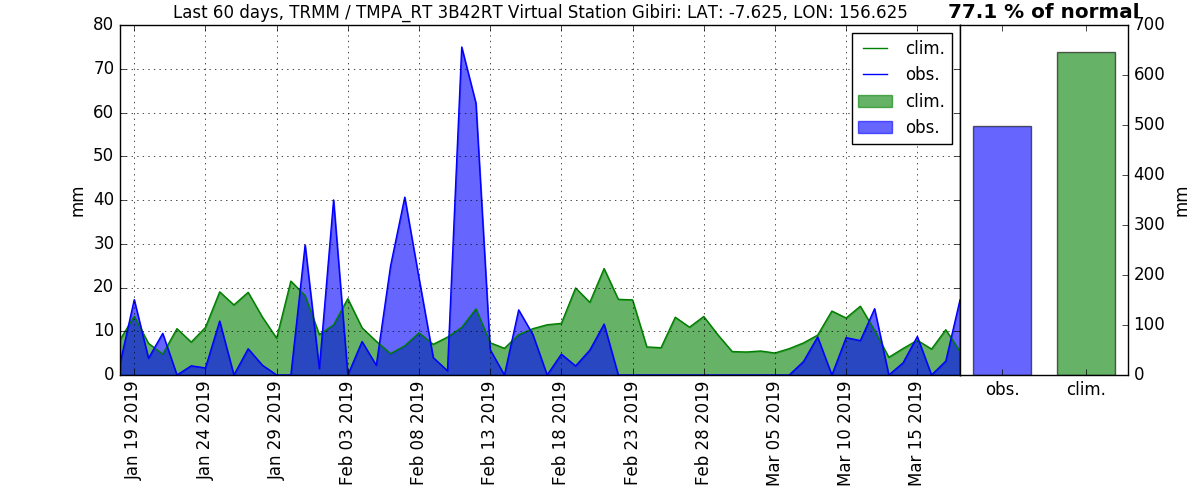 Last 60 days, TRMM / TMPA_RT 3B42RT Virtual Station Gibiri: LAT: -7.625, LON: 156.625
77.1 % of normal
80
70
60
50
40
30
20
10
0
mm
clim.
obs.
clim.
obs.
Jan 19 2019
Jan 24 2019
Jan 29 2019
Feb 03 2019
Feb 08 2019
Feb 13 2019
Feb 18 2019
Feb 23 2019
Feb 28 2019
Mar 05 2019
Mar 10 2019
Mar 15 2019
700
600
500
400
300
200
100
0
mm
obs.
clim.